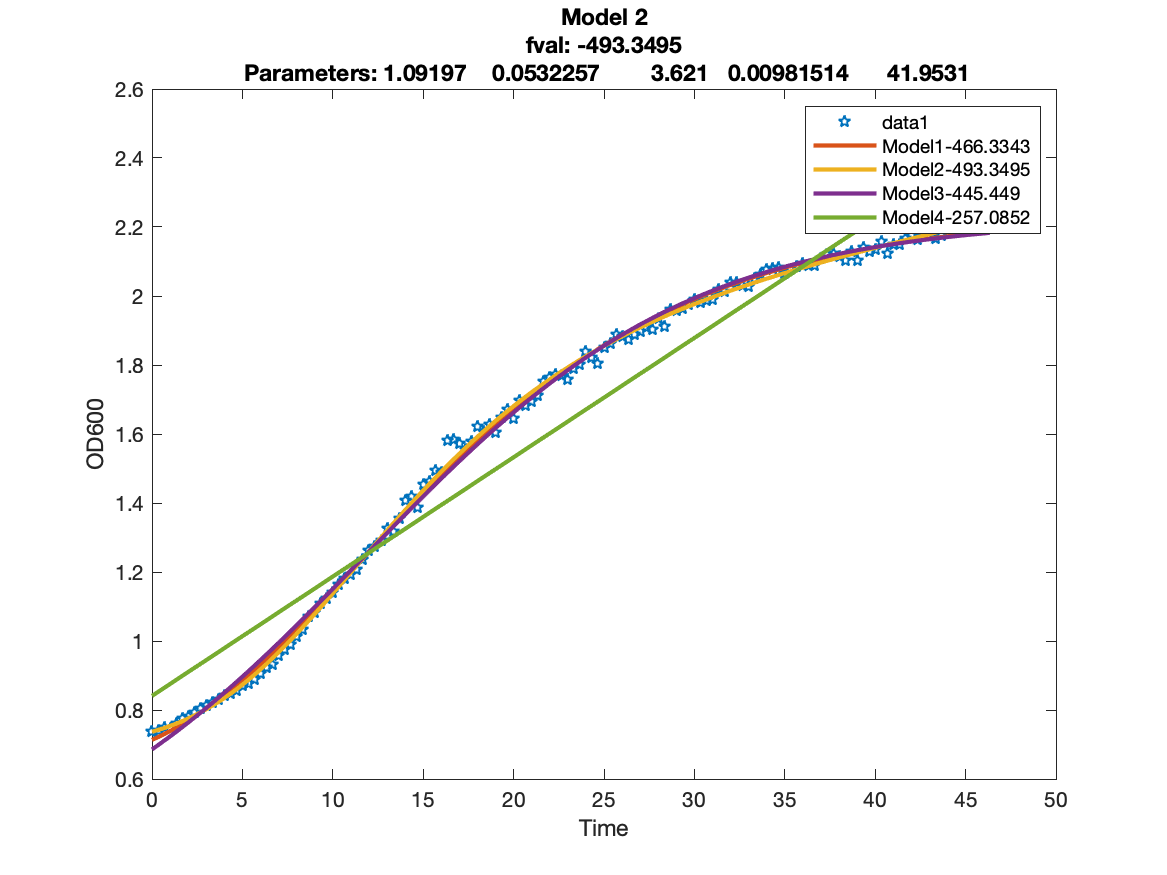 Model 2
fval: -493.3495
Parameters: 1.09197 0.0532257 3.621 0.00981514 41.9531
2.6
2.4
2.2
2
1.8
1.6
1.4
1.2
1
0.8
0.6
OD600
data1
Model1-466.3343
Model2-493.3495
Model3-445.449
Model4-257.0852
0 5 10 15 20 25 30 35 40 45 50
Time